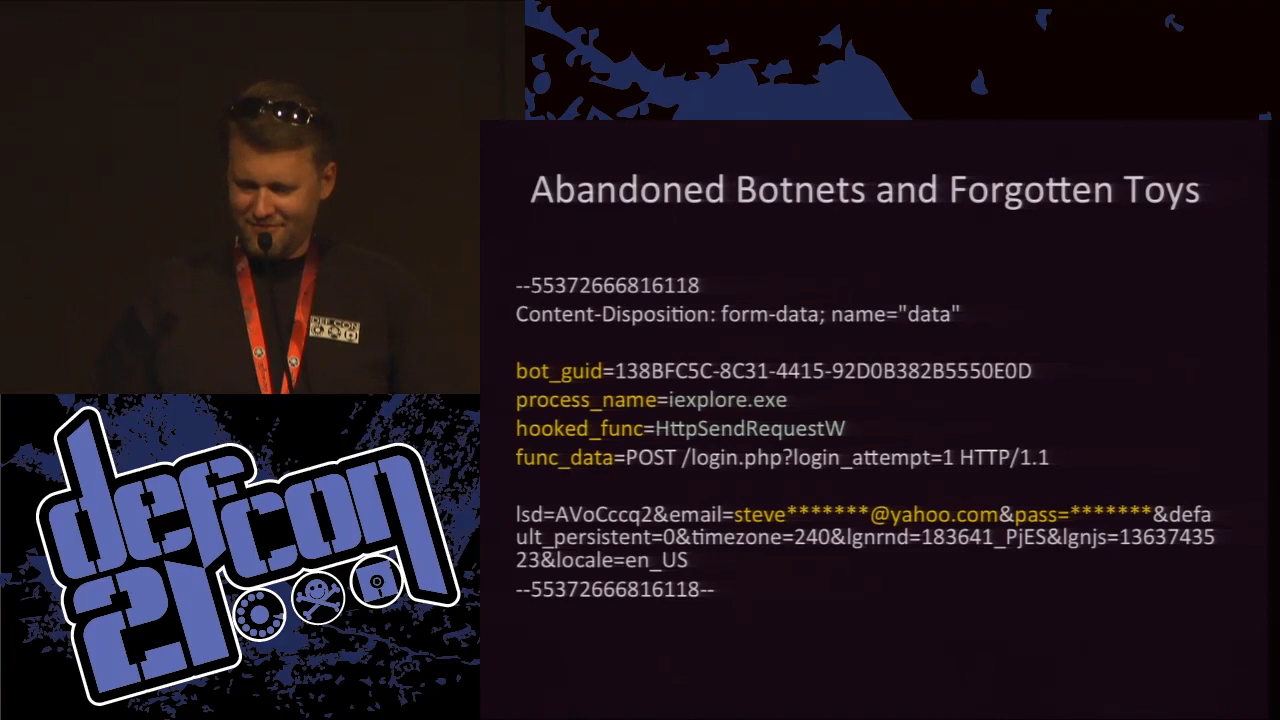 Abandoned Botnets and Forgotten Toys
--55372666816118
Content-Disposition: form-data; name="data"
bot_guid=138BFC5C-8C31-4415-92D0B382B5550E0D
process_name=iexplore.exe
hooked_func=HttpSendRequestW
func_data=POST /login.php?login_attempt=1 HTTP/1.1
lsd=AVoCccq2&email=steve*******@yahoo.com&pass=*******&defa
ult_persistent=0&timezone=240&lgnrnd=183641_PjES&lgnjs=13637435
23&locale=en_US
--55372666816118--
DEF CON
defcon
21